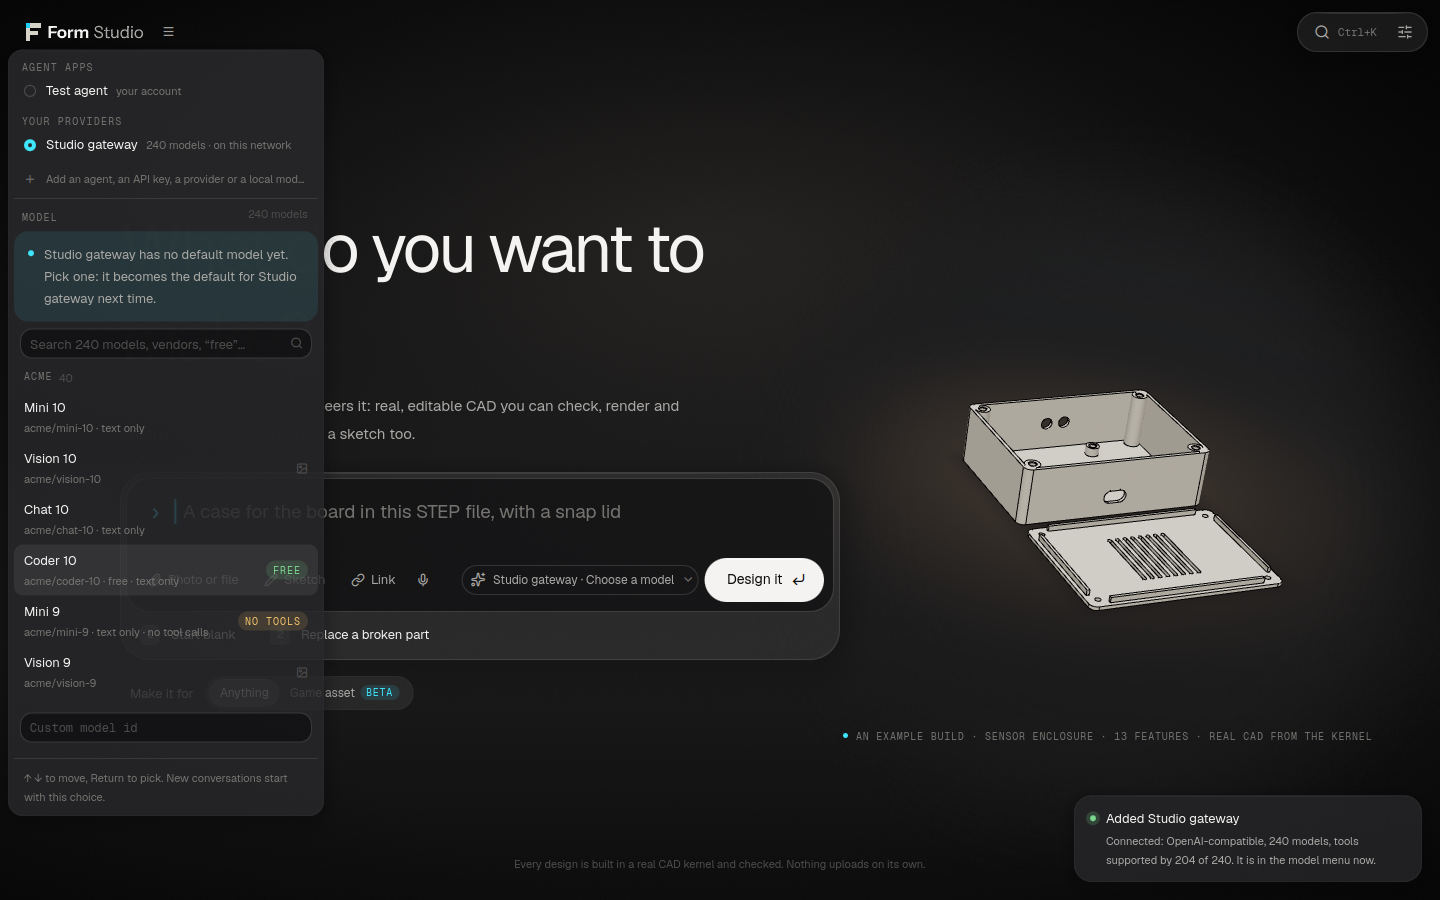 Form Studio
Ctrl+K
AGENT APPS
Test agent your account
YOUR PROVIDERS
Studio gateway 240 models · on this network
+ Add an agent, an API key, a provider or a local mod…
MODEL 240 models
Studio gateway has no default model yet.
Pick one: it becomes the default for Studio
gateway next time.
Search 240 models, vendors, “free”…
ACME 40
Mini 10
acme/mini-10 · text only
Vision 10
acme/vision-10
Chat 10
acme/chat-10 · text only
Coder 10
acme/coder-10 · free · text only
FREE
Mini 9
acme/mini-9 · text only · no tool calls
NO TOOLS
Vision 9
acme/vision-9
Custom model id
↑↓ to move, Return to pick. New conversations start
with this choice.
o you want to
eers it: real, editable CAD you can check, render and
a sketch too.
A case for the board in this STEP file, with a snap lid
Photo or file
Sketch
Link
Studio gateway · Choose a model
Design it
Start blank
Replace a broken part
Make it for
Anything
Game asset BETA
AN EXAMPLE BUILD · SENSOR ENCLOSURE · 13 FEATURES · REAL CAD FROM THE KERNEL
Added Studio gateway
Connected: OpenAI-compatible, 240 models, tools
supported by 204 of 240. It is in the model menu now.
Every design is built in a real CAD kernel and checked. Nothing uploads on its own.